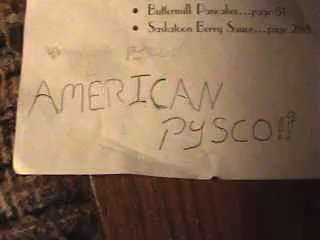 • Buttermilk Pancakes...page 51
• Saskatoon Berry Sauce...page 268
AMERICAN
PYSCO!?